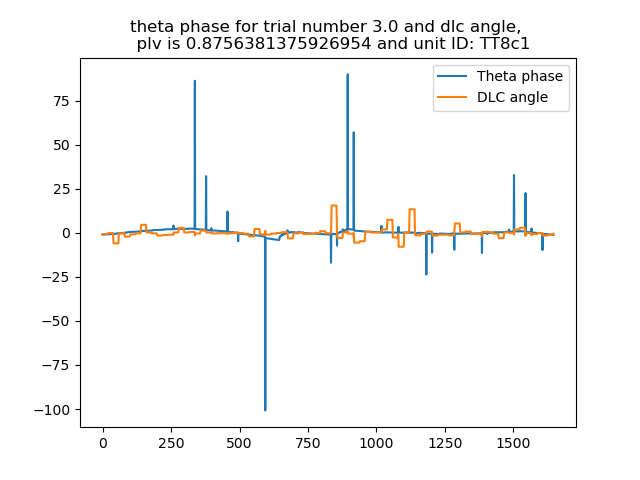 theta phase for trial number 3.0 and dlc angle,
plv is 0.8756381375926954 and unit ID: TT8c1
Theta phase
DLC angle
75
50
25
0
−25
−50
−75
−100
0 250 500 750 1000 1250 1500